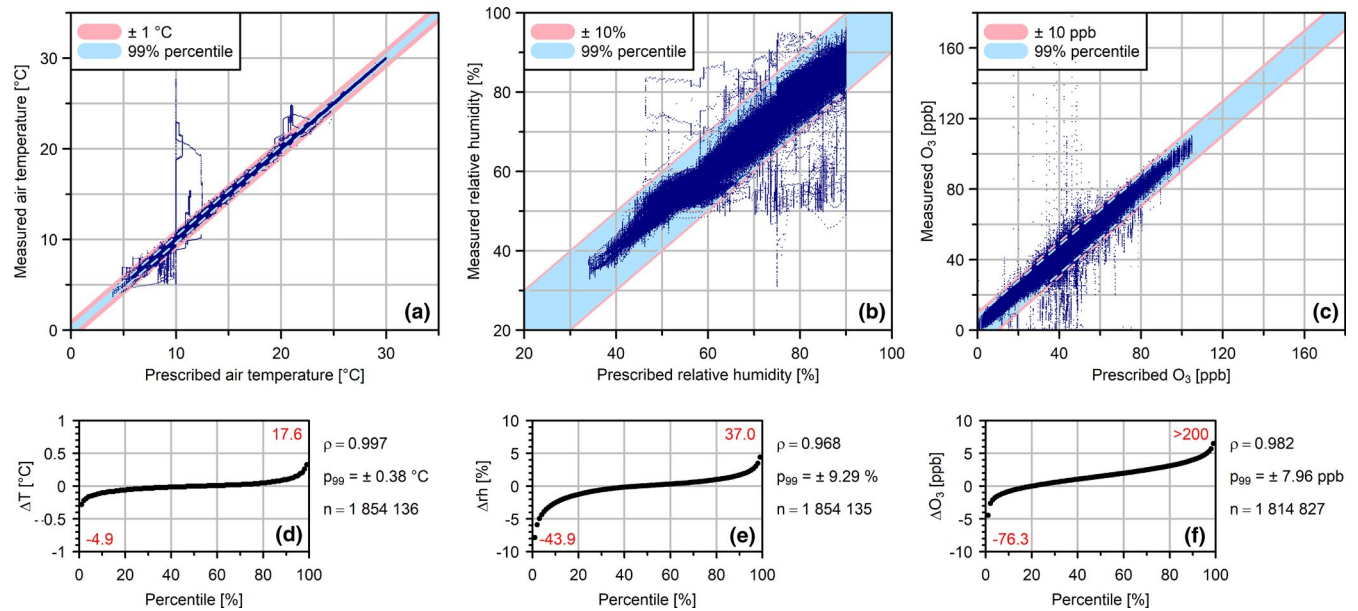 ± 1 °C
99% percentile
Measured air temperature [°C]
30
20
10
0
0 10 20 30
Prescribed air temperature [°C]
(a)
± 10%
99% percentile
Measured relative humidity [%]
100
80
60
40
20
20 40 60 80 100
Prescribed relative humidity [%]
(b)
± 10 ppb
99% percentile
Measuresd O₃ [ppb]
160
120
80
40
0
0 40 80 120 160
Prescribed O₃ [ppb]
(c)
ΔT [°C]
1
0.5
0
-0.5
-1
17.6
-4.9
(d)
0 20 40 60 80 100
Percentile [%]
ρ = 0.997
p₉₉ = ± 0.38 °C
n = 1 854 136
Δrh [%]
10
5
0
-5
-10
37.0
-43.9
(e)
0 20 40 60 80 100
Percentile [%]
ρ = 0.968
p₉₉ = ± 9.29 %
n = 1 854 135
ΔO₃ [ppb]
10
5
0
-5
-10
>200
-76.3
(f)
0 20 40 60 80 100
Percentile [%]
ρ = 0.982
p₉₉ = ± 7.96 ppb
n = 1 814 827